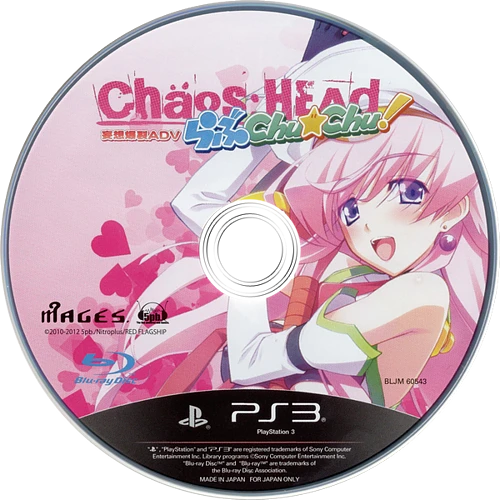 Chäos;HEAd
妄想爆裂ADV
らぶChu☆Chu!
MAGES.
5pb.
©2010-2012 5pb./Nitroplus/RED FLAGSHIP
Blu-ray Disc
BLJM 60543
PS3
PlayStation 3
"PS", "PlayStation" and "PS3" are registered trademarks of Sony Computer
Entertainment Inc. Library programs ©Sony Computer Entertainment Inc.
"Blu-ray Disc™" and "Blu-ray™" are trademarks of
the Blu-ray Disc Association.
MADE IN JAPAN FOR JAPAN ONLY